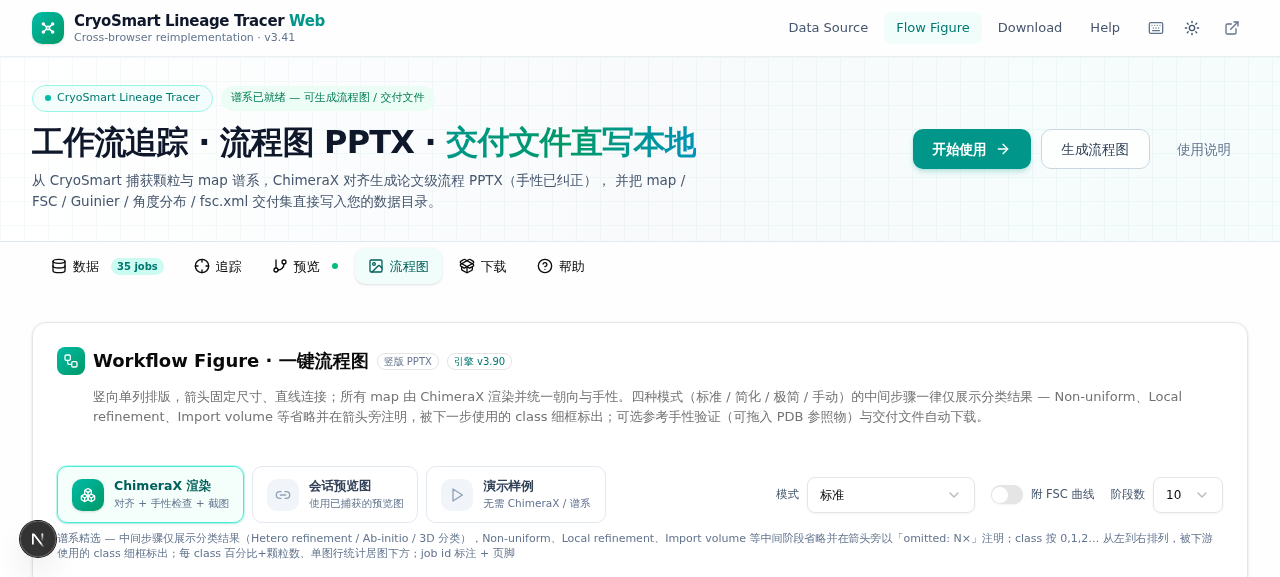 CryoSmart Lineage Tracer Web
Cross-browser reimplementation · v3.41
Data Source
Flow Figure
Download
Help
CryoSmart Lineage Tracer
谱系已就绪 — 可生成流程图 / 交付文件
工作流追踪 · 流程图 PPTX · 交付文件直写本地
从 CryoSmart 捕获颗粒与 map 谱系，ChimeraX 对齐生成论文级流程 PPTX（手性已纠正）， 并把 map /
FSC / Guinier / 角度分布 / fsc.xml 交付集直接写入您的数据目录。
开始使用
生成流程图
使用说明
数据
35 jobs
追踪
预览
流程图
下载
帮助
Workflow Figure · 一键流程图
竖版 PPTX
引擎 v3.90
竖向单列排版，箭头固定尺寸、直线连接；所有 map 由 ChimeraX 渲染并统一朝向与手性。四种模式（标准 / 简化 / 极简 / 手动）的中间步骤一律仅展示分类结果 — Non-uniform、Local
refinement、Import volume 等省略并在箭头旁注明，被下一步使用的 class 细框标出；可选参考手性验证（可拖入 PDB 参照物）与交付文件自动下载。
ChimeraX 渲染
对齐 + 手性检查 + 截图
会话预览图
使用已捕获的预览图
演示样例
无需 ChimeraX / 谱系
模式
标准
附 FSC 曲线
阶段数
10
谱系精选 — 中间步骤仅展示分类结果（Hetero refinement / Ab-initio / 3D 分类），Non-uniform、Local refinement、Import volume 等中间阶段省略并在箭头旁以「omitted: N×」注明；class 按 0,1,2… 从左到右排列，被下游
使用的 class 细框标出；每 class 百分比+颗粒数、单图行统计居图下方；job id 标注 + 页脚
N